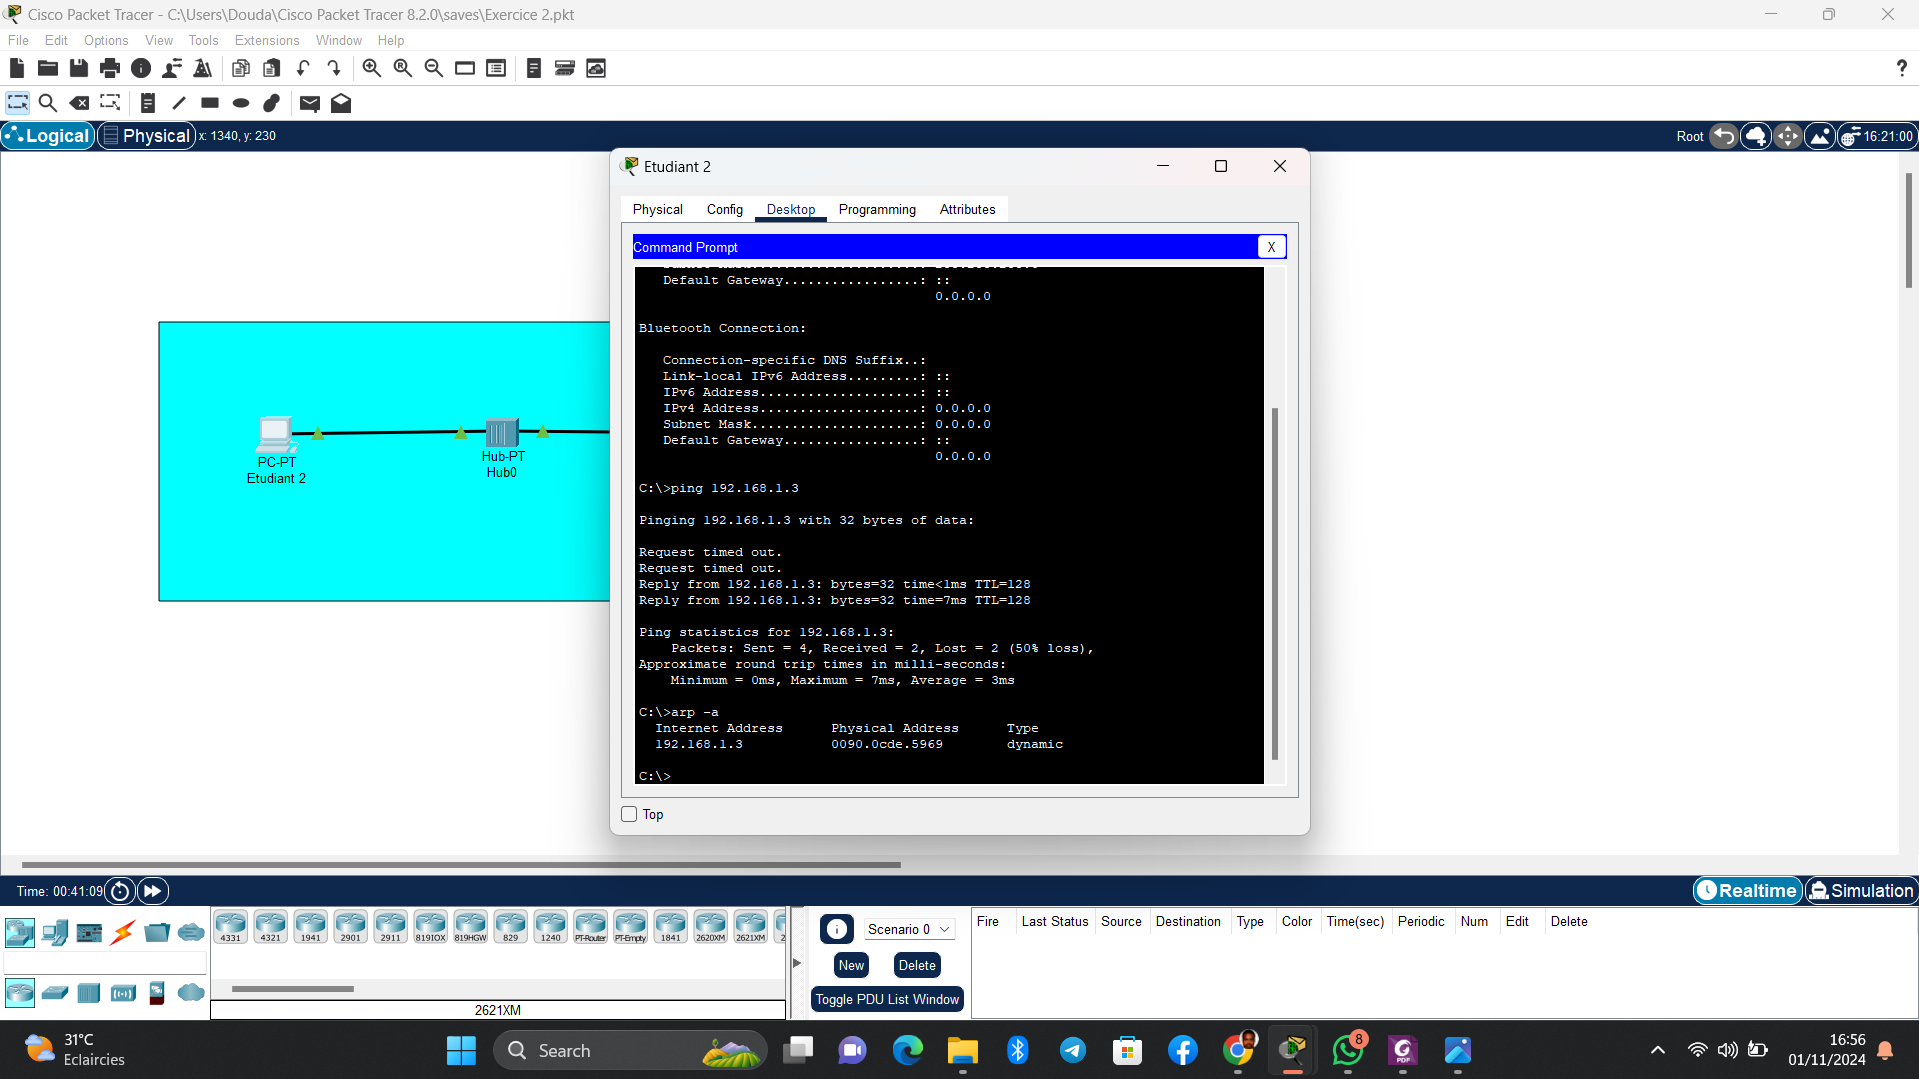 Cisco Packet Tracer - C:\Users\Douda\Cisco Packet Tracer 8.2.0\saves\Exercice 2.pkt
File Edit Options View Tools Extensions Window Help
?
Logical Physical x: 1340, y: 230
Root 16:21:00
Etudiant 2
Physical Config Desktop Programming Attributes
Command Prompt
X
Default Gateway.................: ::
0.0.0.0
Bluetooth Connection:
Connection-specific DNS Suffix..:
Link-local IPv6 Address.........: ::
IPv6 Address....................: ::
IPv4 Address....................: 0.0.0.0
Subnet Mask.....................: 0.0.0.0
Default Gateway.................: ::
0.0.0.0
C:\>ping 192.168.1.3
Pinging 192.168.1.3 with 32 bytes of data:
Request timed out.
Request timed out.
Reply from 192.168.1.3: bytes=32 time<1ms TTL=128
Reply from 192.168.1.3: bytes=32 time=7ms TTL=128
Ping statistics for 192.168.1.3:
Packets: Sent = 4, Received = 2, Lost = 2 (50% loss),
Approximate round trip times in milli-seconds:
Minimum = 0ms, Maximum = 7ms, Average = 3ms
C:\>arp -a
Internet Address Physical Address Type
192.168.1.3 0090.0cde.5969 dynamic
C:\>
Top
PC-PT
Etudiant 2
Hub-PT
Hub0
Time: 00:41:09
Realtime Simulation
4331 4321 1941 2901 2911 819IOX 819HGW 829 1240 PT-Router PT-Empty 1841 2620XM 2621XM 2
2621XM
Scenario 0
New Delete
Toggle PDU List Window
Fire Last Status Source Destination Type Color Time(sec) Periodic Num Edit Delete
31°C
Eclaircies
Search
8
PDF
16:56
01/11/2024